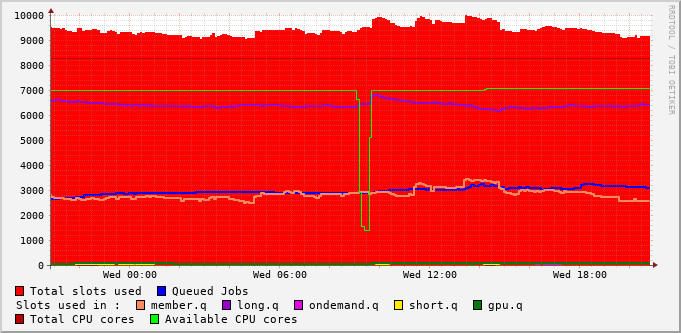 10000
9000
8000
7000
6000
5000
4000
3000
2000
1000
0
Wed 00:00 Wed 06:00 Wed 12:00 Wed 18:00
Total slots used Queued Jobs
Slots used in : member.q long.q ondemand.q short.q gpu.q
Total CPU cores Available CPU cores
RRDTOOL / TOBI OETIKER